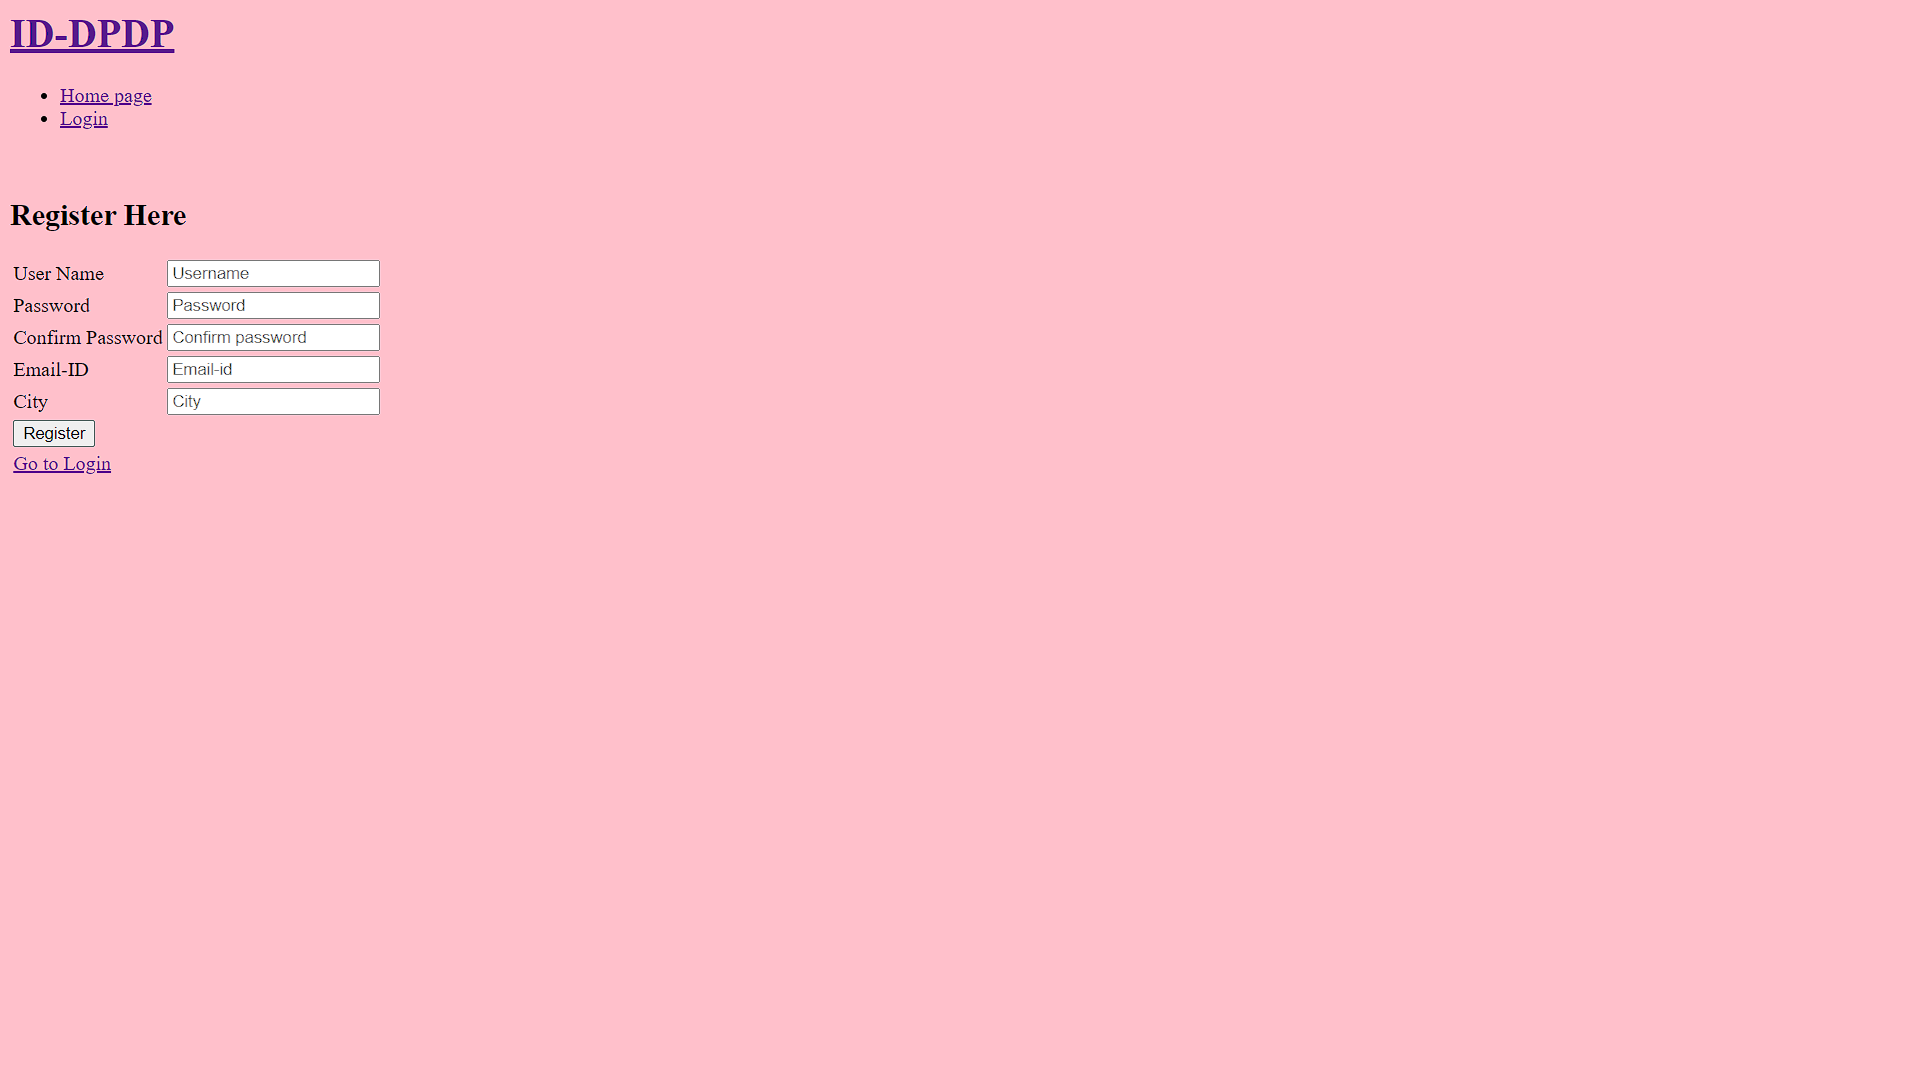 ID-DPDP
Home page
Login
Register Here
User Name Username
Password Password
Confirm Password Confirm password
Email-ID Email-id
City City
Register
Go to Login